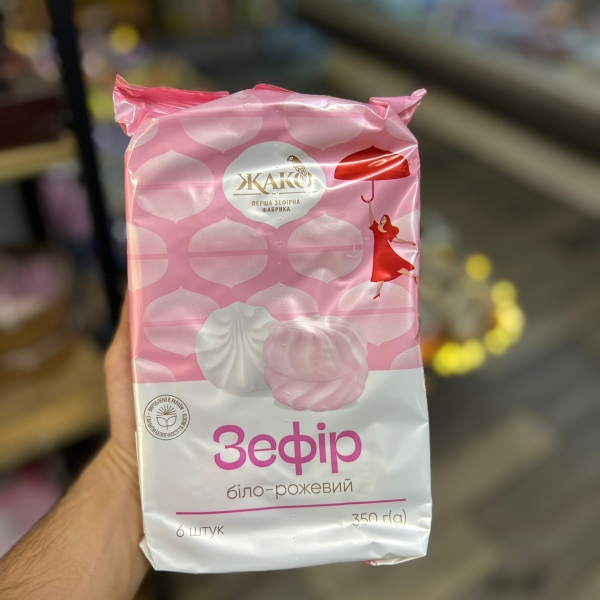 ЖАКО
ПЕРША ЗЕФІРНА
ФАБРИКА
Зефір
біло-рожевий
6 штук
350 г(g)